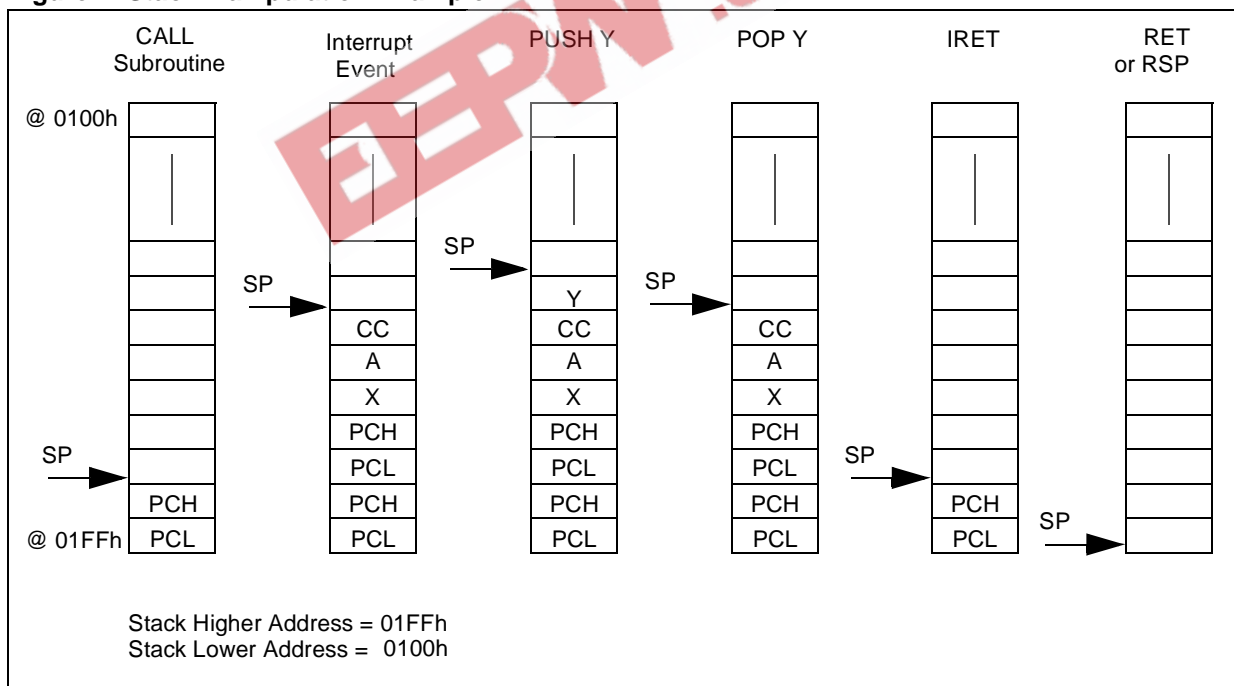 CALL
Subroutine
Interrupt
Event
PUSH Y
POP Y
IRET
RET
or RSP
@ 0100h
SP
SP
SP
SP
SP
SP
Y
CC
CC
CC
A
A
A
X
X
X
PCH
PCH
PCH
PCL
PCL
PCL
PCH
PCH
PCH
PCH
PCH
@ 01FFh
PCL
PCL
PCL
PCL
PCL
Stack Higher Address = 01FFh
Stack Lower Address = 0100h